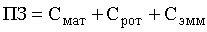 ПЗ = Смат + Срот + Сэмм